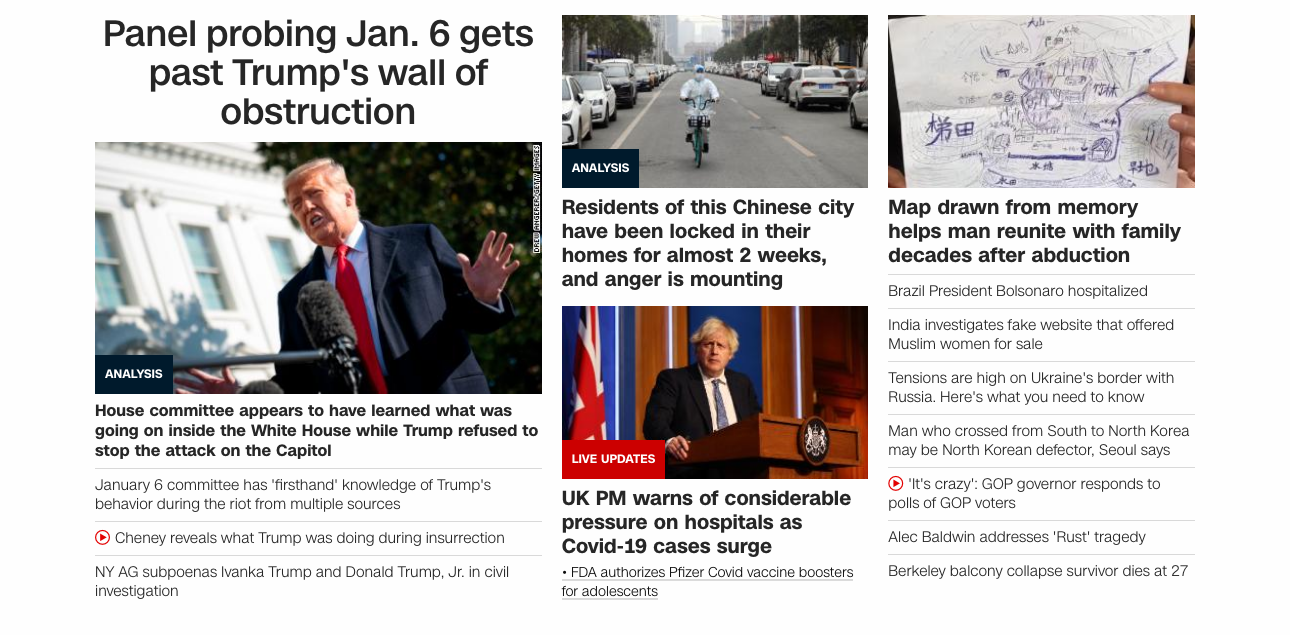 Panel probing Jan. 6 gets
past Trump's wall of
obstruction
DREW ANGERER/GETTY IMAGES
ANALYSIS
House committee appears to have learned what was
going on inside the White House while Trump refused to
stop the attack on the Capitol
January 6 committee has 'firsthand' knowledge of Trump's
behavior during the riot from multiple sources
Cheney reveals what Trump was doing during insurrection
NY AG subpoenas Ivanka Trump and Donald Trump, Jr. in civil
investigation
ANALYSIS
Residents of this Chinese city
have been locked in their
homes for almost 2 weeks,
and anger is mounting
LIVE UPDATES
UK PM warns of considerable
pressure on hospitals as
Covid-19 cases surge
• FDA authorizes Pfizer Covid vaccine boosters
for adolescents
大山
竹林
梯田
水塘
水田
Map drawn from memory
helps man reunite with family
decades after abduction
Brazil President Bolsonaro hospitalized
India investigates fake website that offered
Muslim women for sale
Tensions are high on Ukraine's border with
Russia. Here's what you need to know
Man who crossed from South to North Korea
may be North Korean defector, Seoul says
'It's crazy': GOP governor responds to
polls of GOP voters
Alec Baldwin addresses 'Rust' tragedy
Berkeley balcony collapse survivor dies at 27